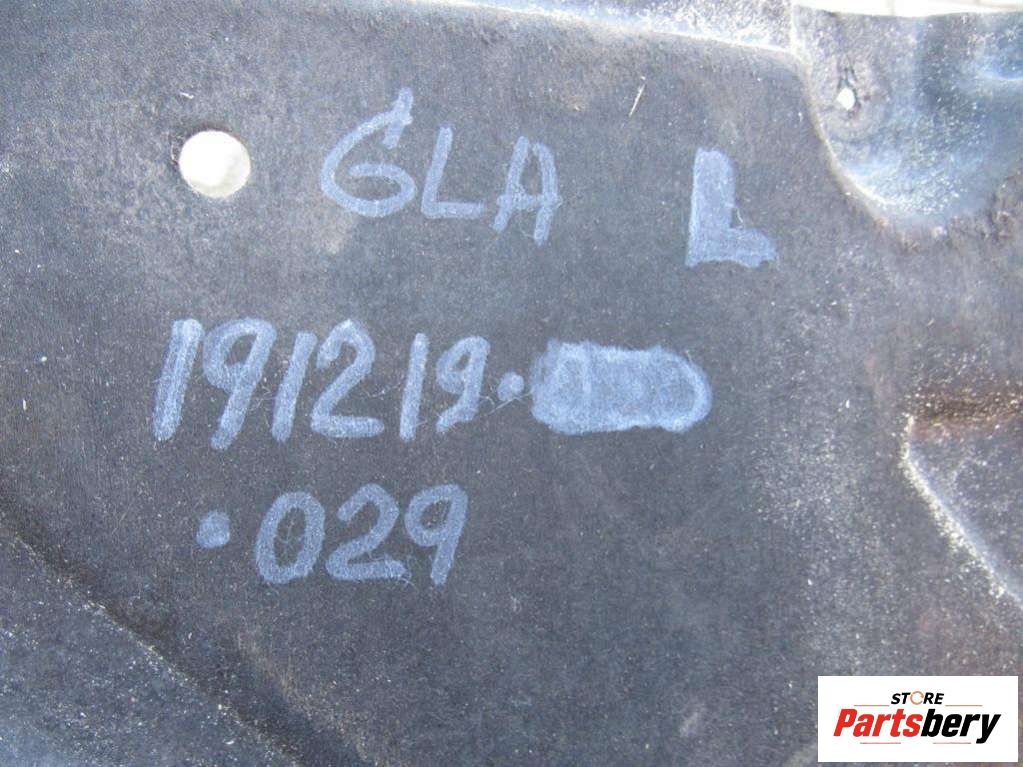 GLA L
191219.
.029
STORE
Partsbery